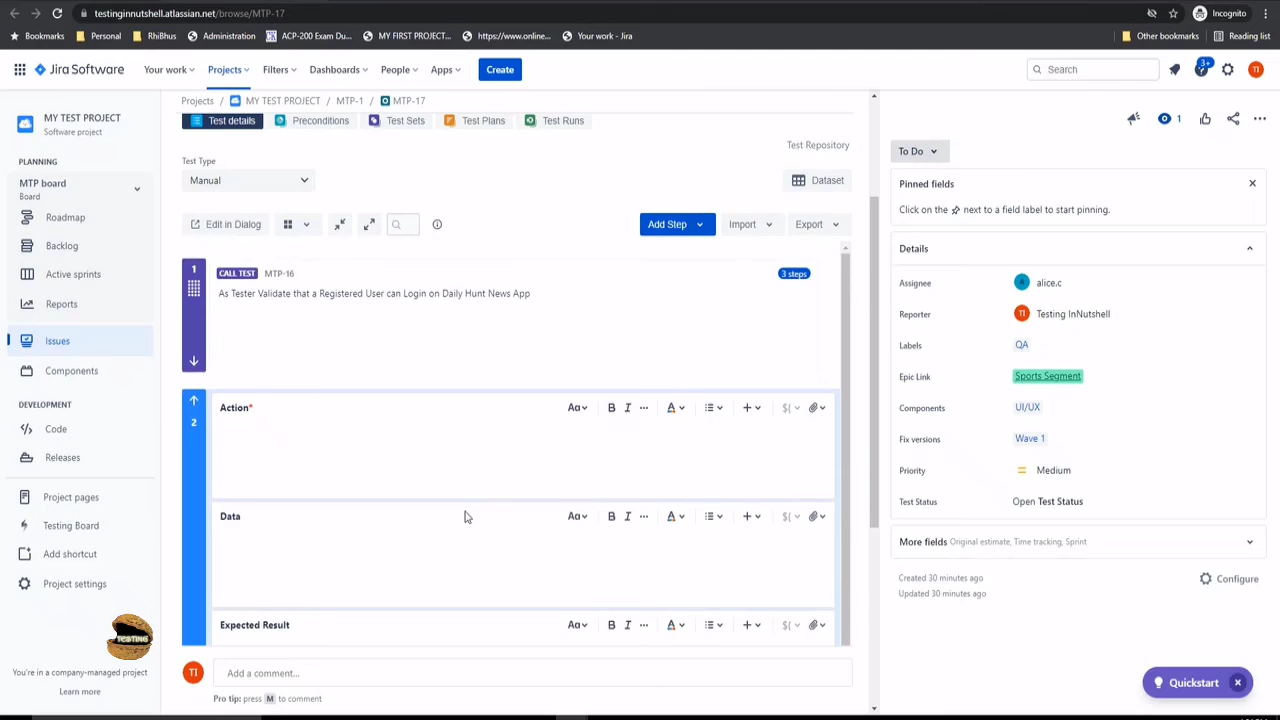 testinginnutshell.atlassian.net/browse/MTP-17
Incognito
Bookmarks
Personal
RhiBhus
Administration
ACP-200 Exam Du...
MY FIRST PROJECT...
https://www.online...
Your work - Jira
Other bookmarks
Reading list
Jira Software
Your work
Projects
Filters
Dashboards
People
Apps
Create
Search
3+
TI
MY TEST PROJECT
Software project
PLANNING
MTP board
Board
Roadmap
Backlog
Active sprints
Reports
Issues
Components
DEVELOPMENT
Code
Releases
Project pages
Testing Board
Add shortcut
Project settings
TESTING
You're in a company-managed project
Learn more
Projects / MY TEST PROJECT / MTP-1 / MTP-17
Test details
Preconditions
Test Sets
Test Plans
Test Runs
Test Repository
Test Type
Manual
Dataset
Edit in Dialog
Add Step
Import
Export
1
CALL TEST MTP-16
3 steps
As Tester Validate that a Registered User can Login on Daily Hunt News App
2
Action*
Aa B I ... A + ${
Data
Aa B I ... A + ${
Expected Result
Aa B I ... A + ${
TI
Add a comment...
Pro tip: press M to comment
1
To Do
Pinned fields
Click on the next to a field label to start pinning.
Details
Assignee
alice.c
Reporter
TI Testing InNutshell
Labels
QA
Epic Link
Sports Segment
Components
UI/UX
Fix versions
Wave 1
Priority
Medium
Test Status
Open Test Status
More fields Original estimate, Time tracking, Sprint
Created 30 minutes ago
Updated 30 minutes ago
Configure
Quickstart